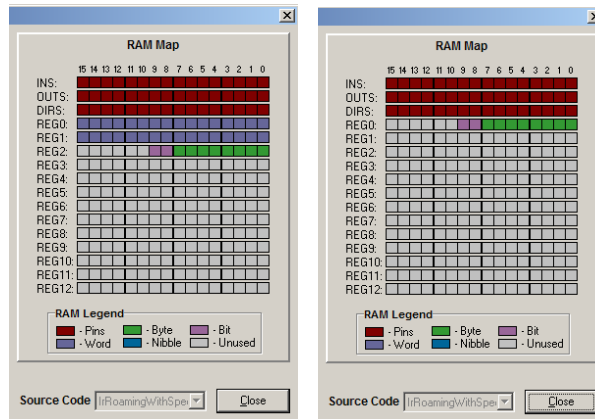 RAM Map
15 14 13 12 11 10 9 8 7 6 5 4 3 2 1 0
INS:
OUTS:
DIRS:
REG0:
REG1:
REG2:
REG3:
REG4:
REG5:
REG6:
REG7:
REG8:
REG9:
REG10:
REG11:
REG12:
RAM Legend
- Pins - Byte - Bit
- Word - Nibble - Unused
Source Code IrRoamingWithSpe Close
RAM Map
15 14 13 12 11 10 9 8 7 6 5 4 3 2 1 0
INS:
OUTS:
DIRS:
REG0:
REG1:
REG2:
REG3:
REG4:
REG5:
REG6:
REG7:
REG8:
REG9:
REG10:
REG11:
REG12:
RAM Legend
- Pins - Byte - Bit
- Word - Nibble - Unused
Source Code IrRoamingWithSpe Close